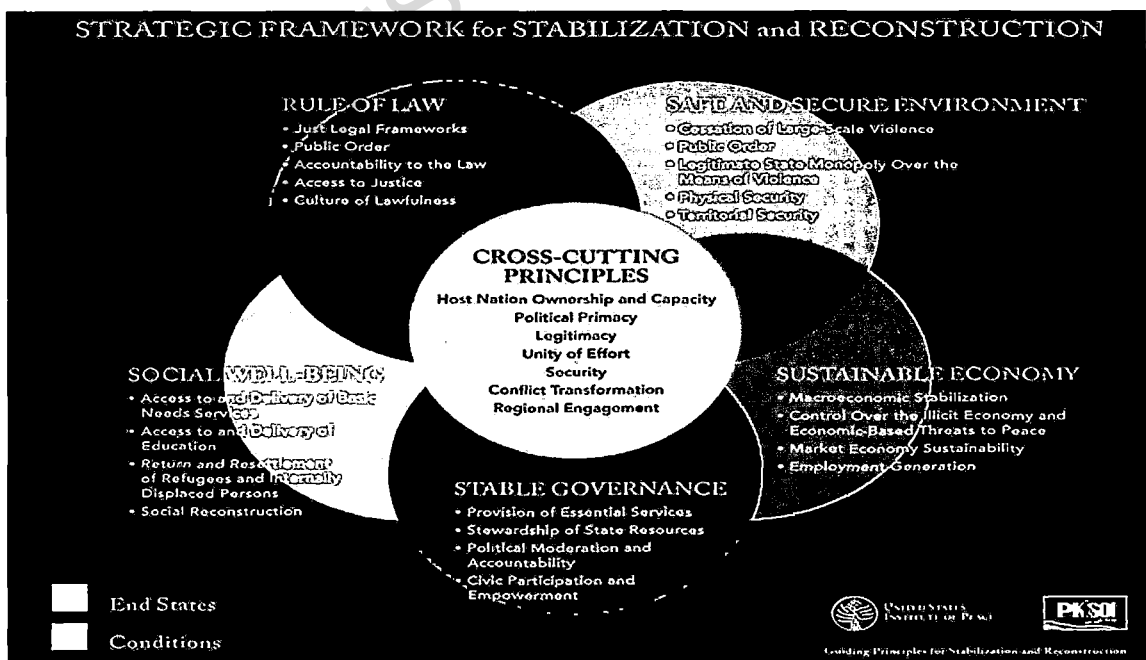 STRATEGIC FRAMEWORK for STABILIZATION and RECONSTRUCTION
RULE OF LAW
• Just Legal Frameworks
• Public Order
• Accountability to the Law
• Access to Justice
• Culture of Lawfulness
SAFE AND SECURE ENVIRONMENT
• Cessation of Large-Scale Violence
• Public Order
• Legitimate State Monopoly Over the
Means of Violence
• Physical Security
• Territorial Security
CROSS-CUTTING
PRINCIPLES
Host Nation Ownership and Capacity
Political Primacy
Legitimacy
Unity of Effort
Security
Conflict Transformation
Regional Engagement
SOCIAL WELL-BEING
• Access to and Delivery of Basic
Needs Services
• Access to and Delivery of
Education
• Return and Resettlement
of Refugees and Internally
Displaced Persons
• Social Reconstruction
SUSTAINABLE ECONOMY
• Macroeconomic Stabilization
• Control Over the Illicit Economy and
Economic-Based Threats to Peace
• Market Economy Sustainability
• Employment Generation
STABLE GOVERNANCE
• Provision of Essential Services
• Stewardship of State Resources
• Political Moderation and
Accountability
• Civic Participation and
Empowerment
End States
Conditions
UNITED STATES
INSTITUTE OF PEACE
PKSOI
Guiding Principles for Stabilization and Reconstruction